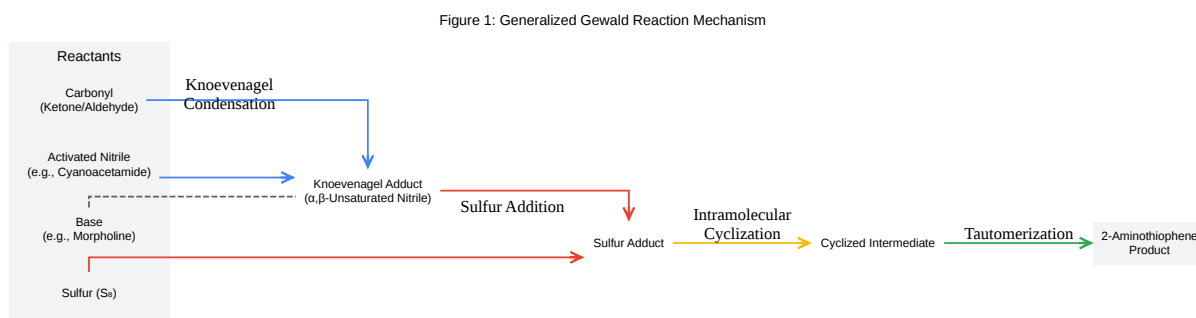 Figure 1: Generalized Gewald Reaction Mechanism
Reactants
Carbonyl
(Ketone/Aldehyde)
Knoevenagel
Condensation
Activated Nitrile
(e.g., Cyanoacetamide)
Knoevenagel Adduct
(α,β-Unsaturated Nitrile)
Base
(e.g., Morpholine)
Sulfur Addition
Sulfur (S₈)
Sulfur Adduct
Intramolecular
Cyclization
Cyclized Intermediate
Tautomerization
2-Aminothiophene
Product